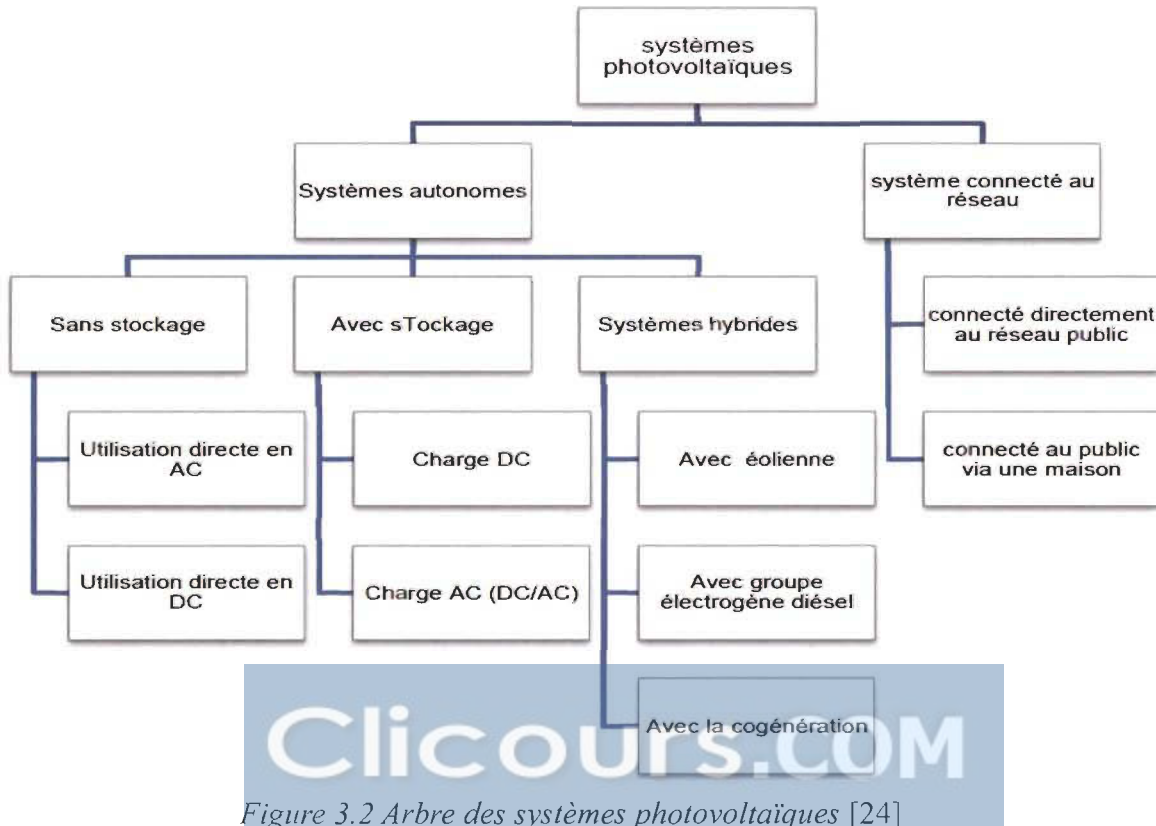 systèmes
photovoltaïques
Systèmes autonomes
système connecté au
réseau
Sans stockage
Avec sTockage
Systèmes hybrides
connecté directement
au réseau public
Utilisation directe en
AC
Charge DC
Avec éolienne
connecté au public
via une maison
Utilisation directe en
DC
Charge AC (DC/AC)
Avec groupe
électrogène diésel
Avec la cogénération
Clicours.COM
Figure 3.2 Arbre des systèmes photovoltaïques [24]